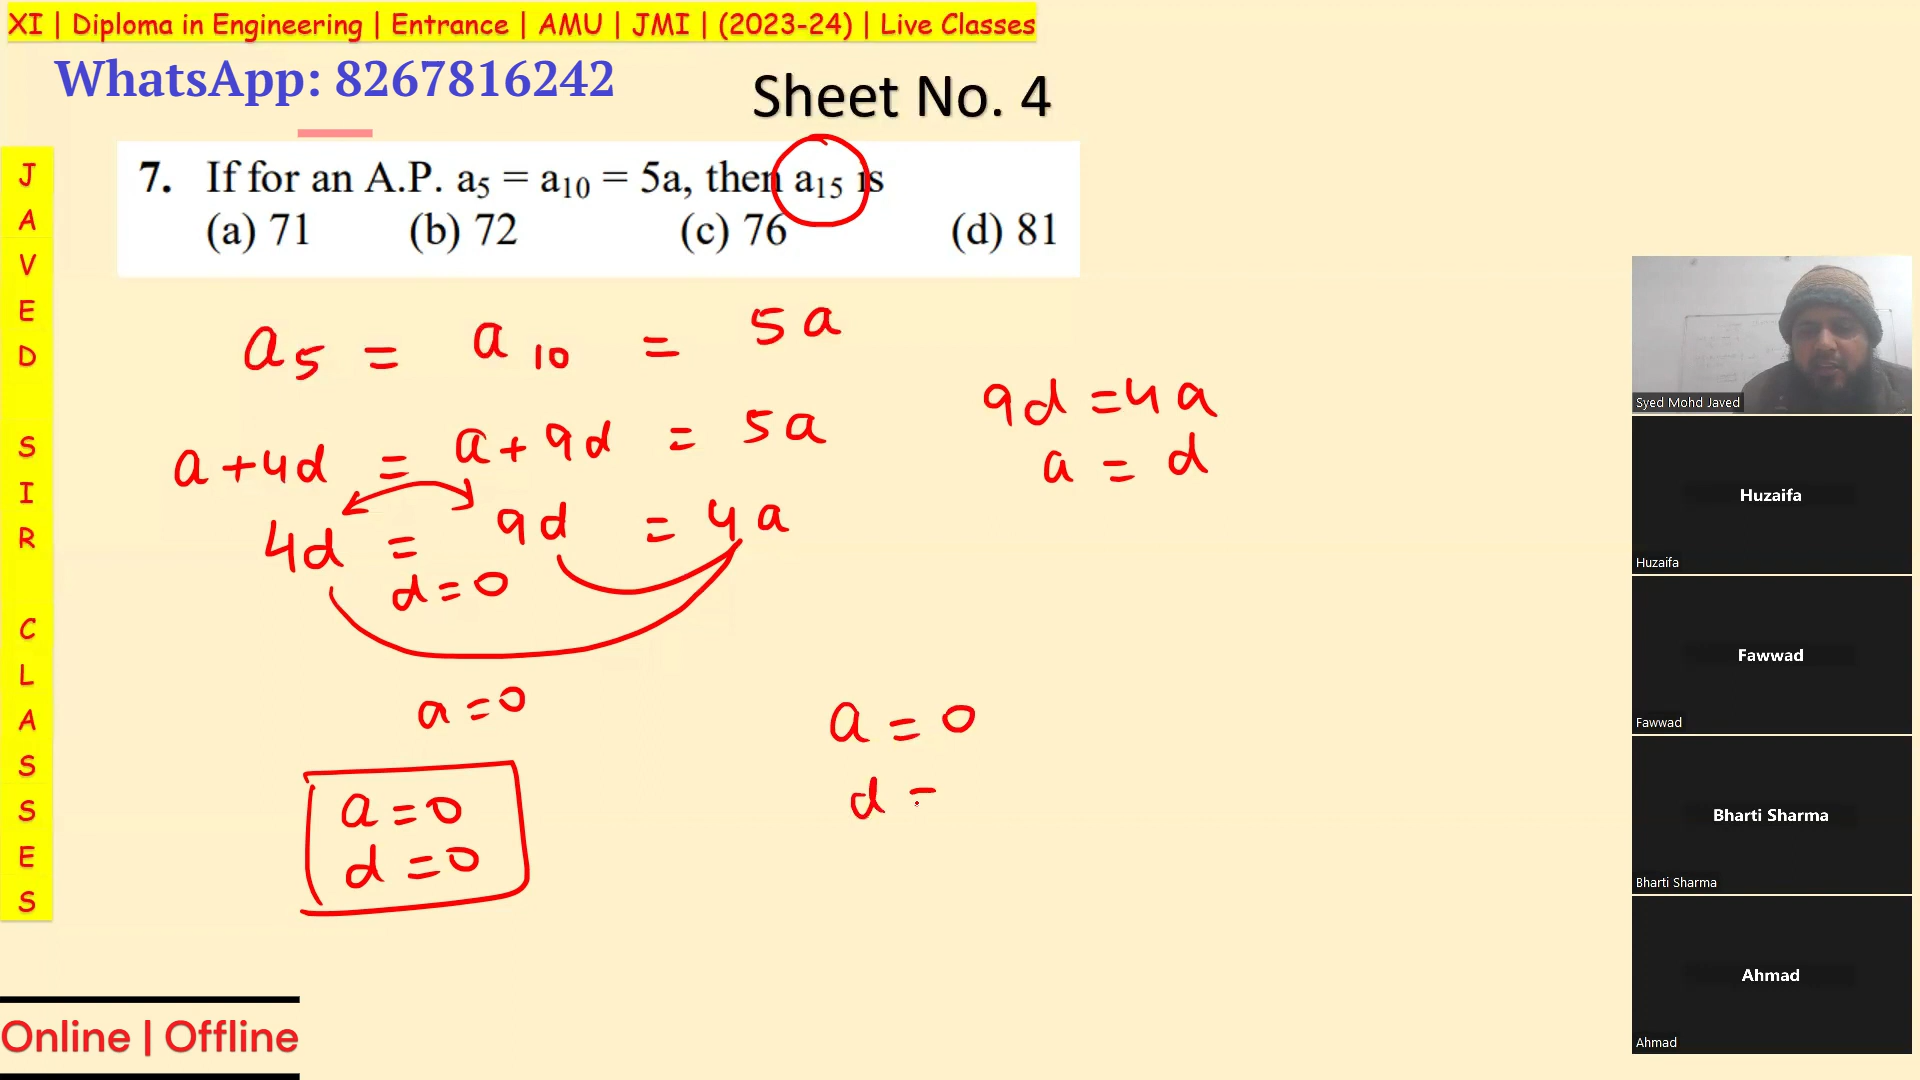 XI | Diploma in Engineering | Entrance | AMU | JMI | (2023-24) | Live Classes
WhatsApp: 8267816242
Sheet No. 4
JAVED SIR CLASSES
7. If for an A.P. a5 = a10 = 5a, then a15 is
(a) 71 (b) 72 (c) 76 (d) 81
a5 = a10 = 5a
a+4d = a+9d = 5a
4d = 9d = 4a
d=0
a=0
a=0
d=0
9d=4a
a = d
a = 0
d =
Online | Offline
Syed Mohd Javed
Huzaifa
Huzaifa
Fawwad
Fawwad
Bharti Sharma
Bharti Sharma
Ahmad
Ahmad